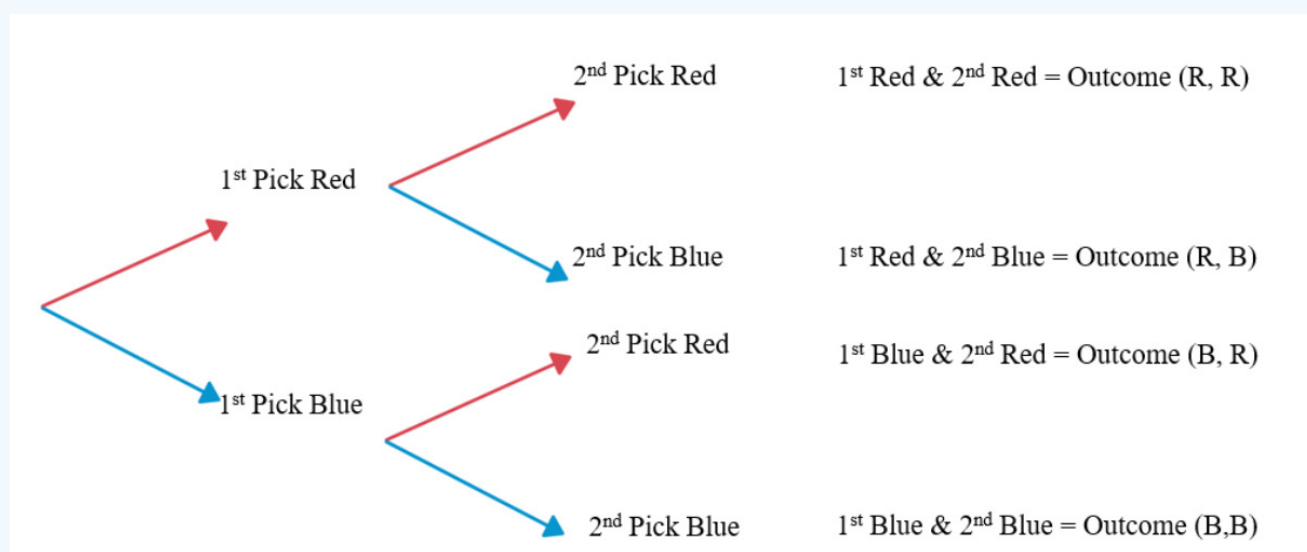 2nd Pick Red 1st Red & 2nd Red = Outcome (R, R)
1st Pick Red
2nd Pick Blue 1st Red & 2nd Blue = Outcome (R, B)
2nd Pick Red 1st Blue & 2nd Red = Outcome (B, R)
1st Pick Blue
2nd Pick Blue 1st Blue & 2nd Blue = Outcome (B,B)